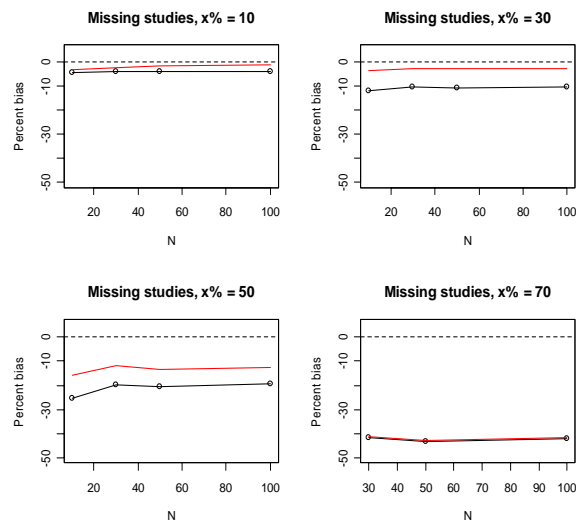 Missing studies, x% = 10
Percent bias
0
-10
-30
-50
20 40 60 80 100
N
Missing studies, x% = 30
Percent bias
0
-10
-30
-50
20 40 60 80 100
N
Missing studies, x% = 50
Percent bias
0
-10
-30
-50
20 40 60 80 100
N
Missing studies, x% = 70
Percent bias
0
-10
-30
-50
30 40 50 60 70 80 90 100
N